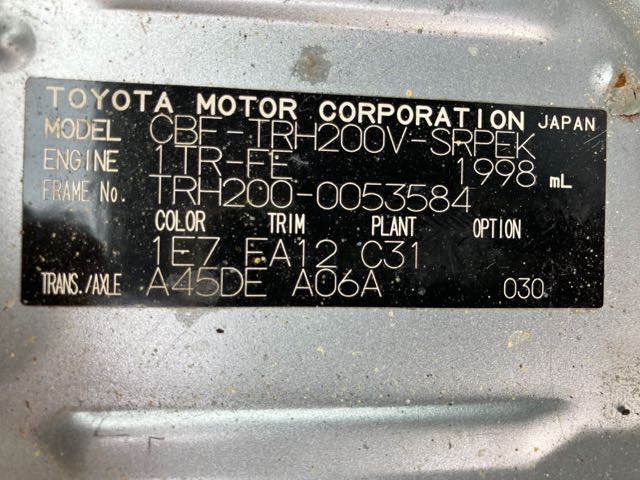 TOYOTA MOTOR CORPORATION JAPAN
MODEL CBF-TRH200V-SRPEK
ENGINE 1TR-FE 1998 mL
FRAME No. TRH200-0053584
COLOR TRIM PLANT OPTION
1E7 FA12 C31
TRANS./AXLE A45DE A06A 030